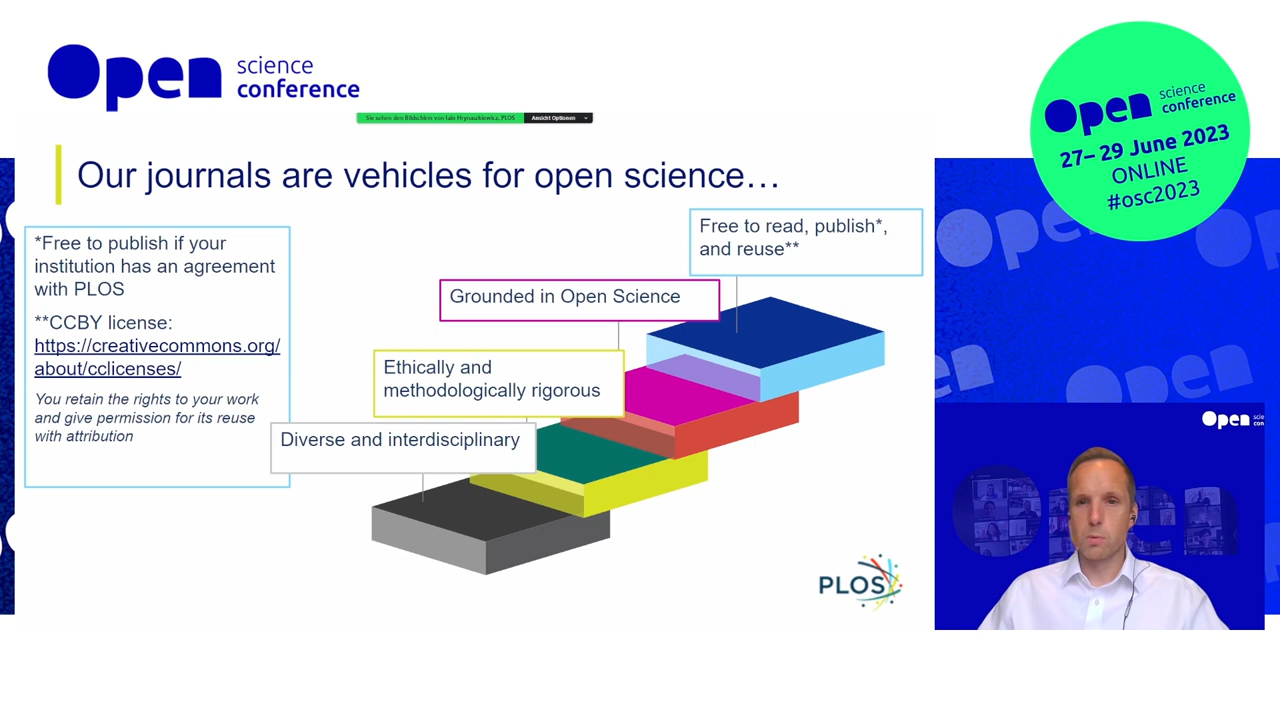 Open science conference
Sie sehen den Bildschirm von Iain Hrynaszkiewicz, PLOS
Ansicht Optionen
Our journals are vehicles for open science…
*Free to publish if your
institution has an agreement
with PLOS
**CCBY license:
https://creativecommons.org/
about/cclicenses/
You retain the rights to your work
and give permission for its reuse
with attribution
Free to read, publish*,
and reuse**
Grounded in Open Science
Ethically and
methodologically rigorous
Diverse and interdisciplinary
PLOS
Open science conference
27– 29 June 2023
ONLINE
#osc2023
Open
Open
Open sci
con